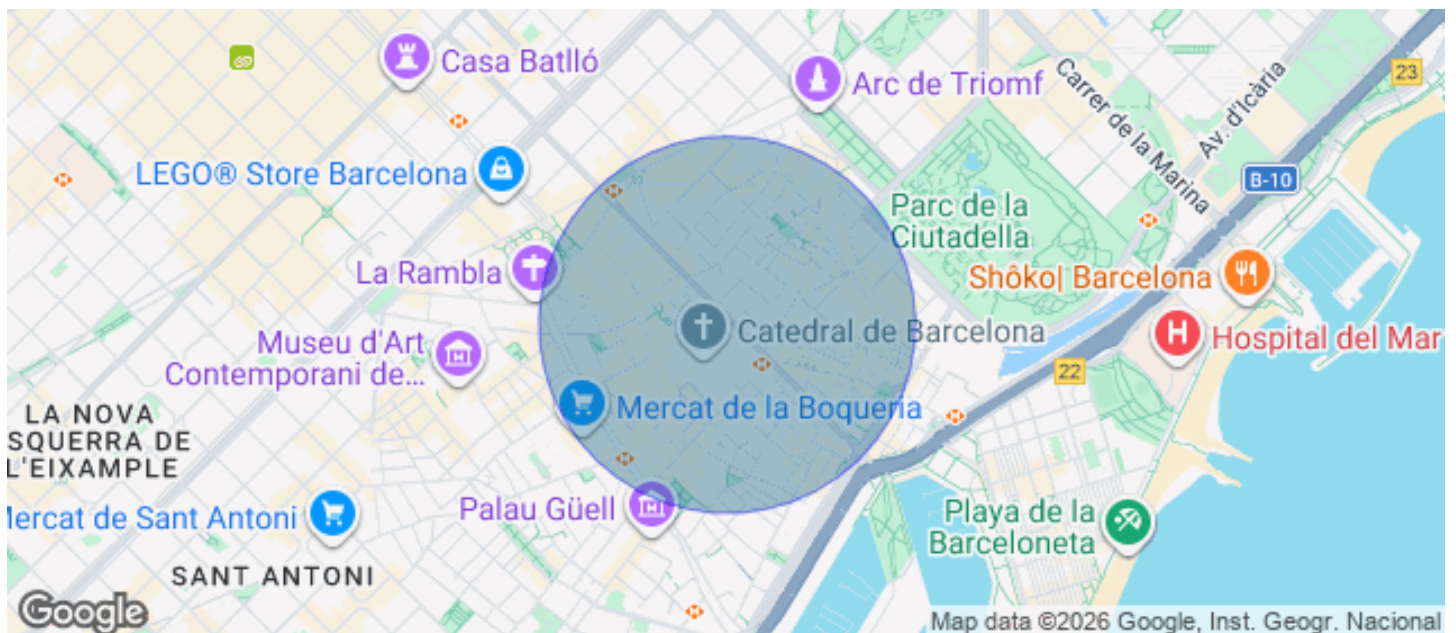 Casa Batlló
Arc de Triomf
Carrer de la Marina
Av. d'Icària
23
LEGO® Store Barcelona
B-10
Parc de la
Ciutadella
La Rambla
Shôko| Barcelona
Catedral de Barcelona
Museu d'Art
Contemporani de...
H
Hospital del Mar
22
LA NOVA
SQUERRA DE
L'EIXAMPLE
Mercat de la Boqueria
Palau Güell
Mercat de Sant Antoni
Playa de la
Barceloneta
SANT ANTONI
Google
Map data ©2026 Google, Inst. Geogr. Nacional